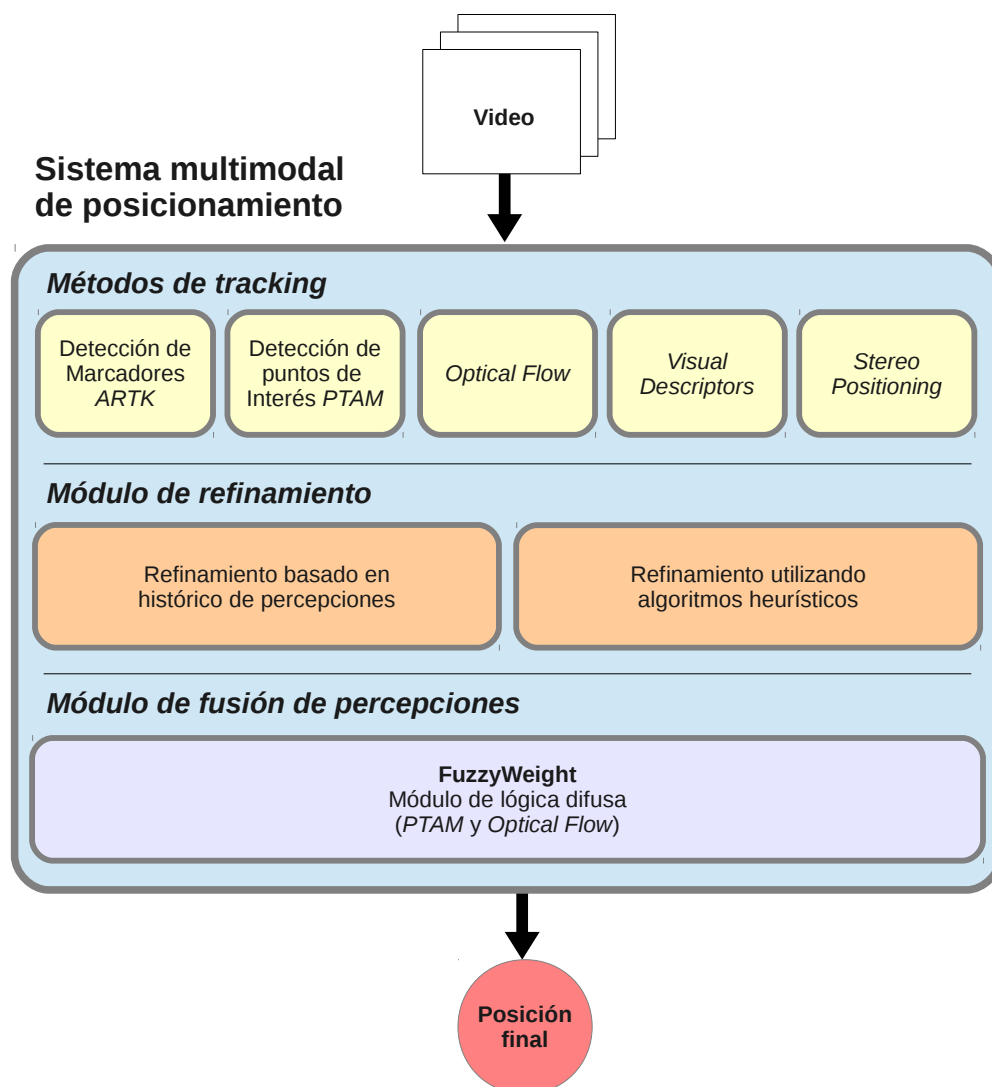 Video
Sistema multimodal
de posicionamiento
Métodos de tracking
Detección de
Marcadores
ARTK
Detección de
puntos de
Interés PTAM
Optical Flow
Visual
Descriptors
Stereo
Positioning
Módulo de refinamiento
Refinamiento basado en
histórico de percepciones
Refinamiento utilizando
algoritmos heurísticos
Módulo de fusión de percepciones
FuzzyWeight
Módulo de lógica difusa
(PTAM y Optical Flow)
Posición
final